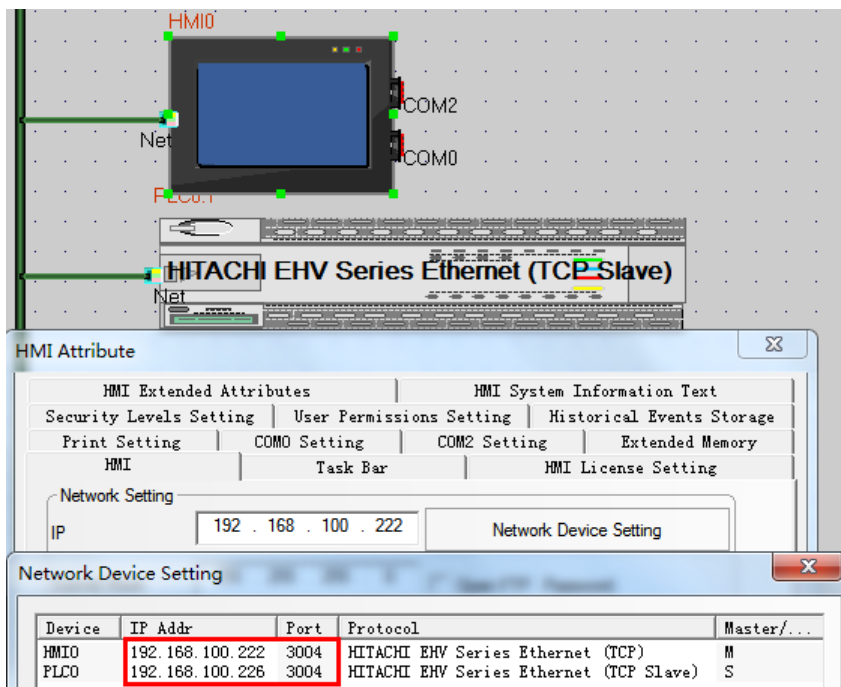 HMI0
COM2
Net
COM0
PLC0:1
HITACHI EHV Series Ethernet (TCP Slave)
Net
HMI Attribute
HMI Extended Attributes HMI System Information Text
Security Levels Setting User Permissions Setting Historical Events Storage
Print Setting COM0 Setting COM2 Setting Extended Memory
HMI Task Bar HMI License Setting
Network Setting
IP 192 . 168 . 100 . 222 Network Device Setting
Network Device Setting
Device IP Addr Port Protocol Master/...
HMI0 192.168.100.222 3004 HITACHI EHV Series Ethernet (TCP) M
PLC0 192.168.100.226 3004 HITACHI EHV Series Ethernet (TCP Slave) S